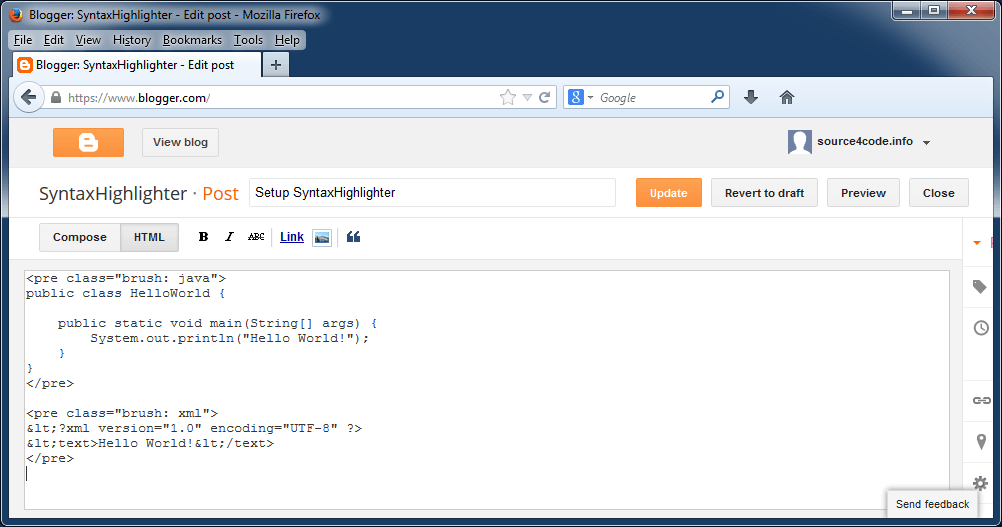 Blogger: SyntaxHighlighter - Edit post - Mozilla Firefox
File Edit View History Bookmarks Tools Help
Blogger: SyntaxHighlighter - Edit post
https://www.blogger.com/
8 Google
View blog
source4code.info
SyntaxHighlighter · Post Setup SyntaxHighlighter Update Revert to draft Preview Close
Compose HTML B I ABC Link
<pre class="brush: java">
public class HelloWorld {
    public static void main(String[] args) {
        System.out.println("Hello World!");
    }
}
</pre>
<pre class="brush: xml">
&lt;?xml version="1.0" encoding="UTF-8" ?>
&lt;text>Hello World!&lt;/text>
</pre>
Send feedback